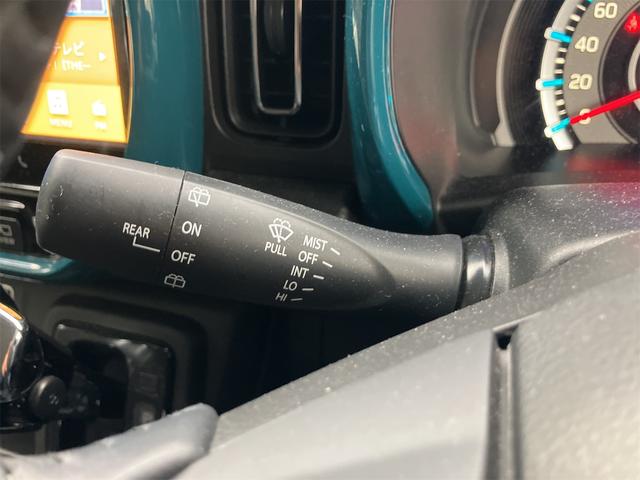 テレビ
MENU
60
40
20
0
REAR
ON
OFF
PULL
MIST
OFF
INT
LO
HI